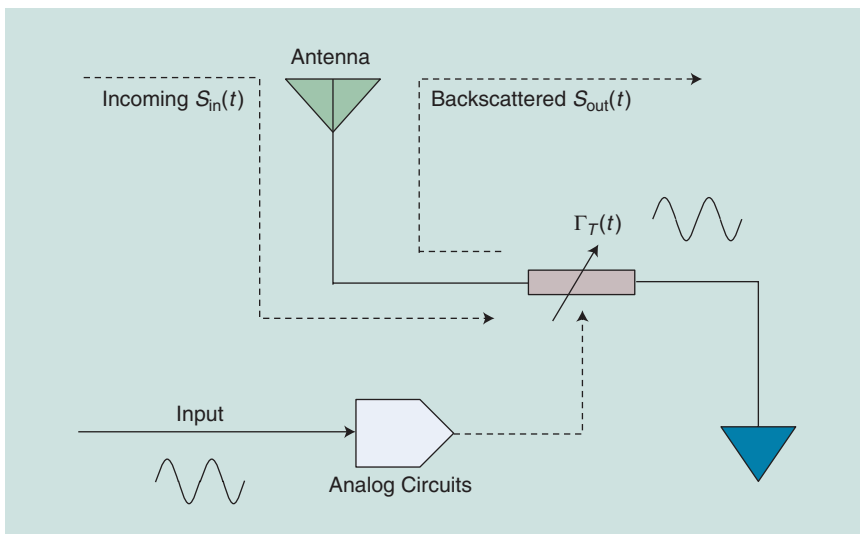 Antenna
Incoming Sin(t)
Backscattered Sout(t)
ΓT(t)
Input
Analog Circuits